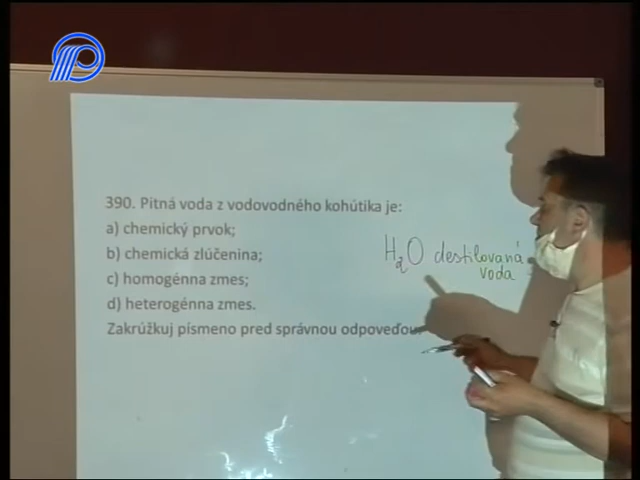 390. Pitná voda z vodovodného kohútika je:
a) chemický prvok;
b) chemická zlúčenina;
c) homogénna zmes;
d) heterogénna zmes.
Zakrúžkuj písmeno pred správnou odpoveďou.
H₂O destilovaná
voda